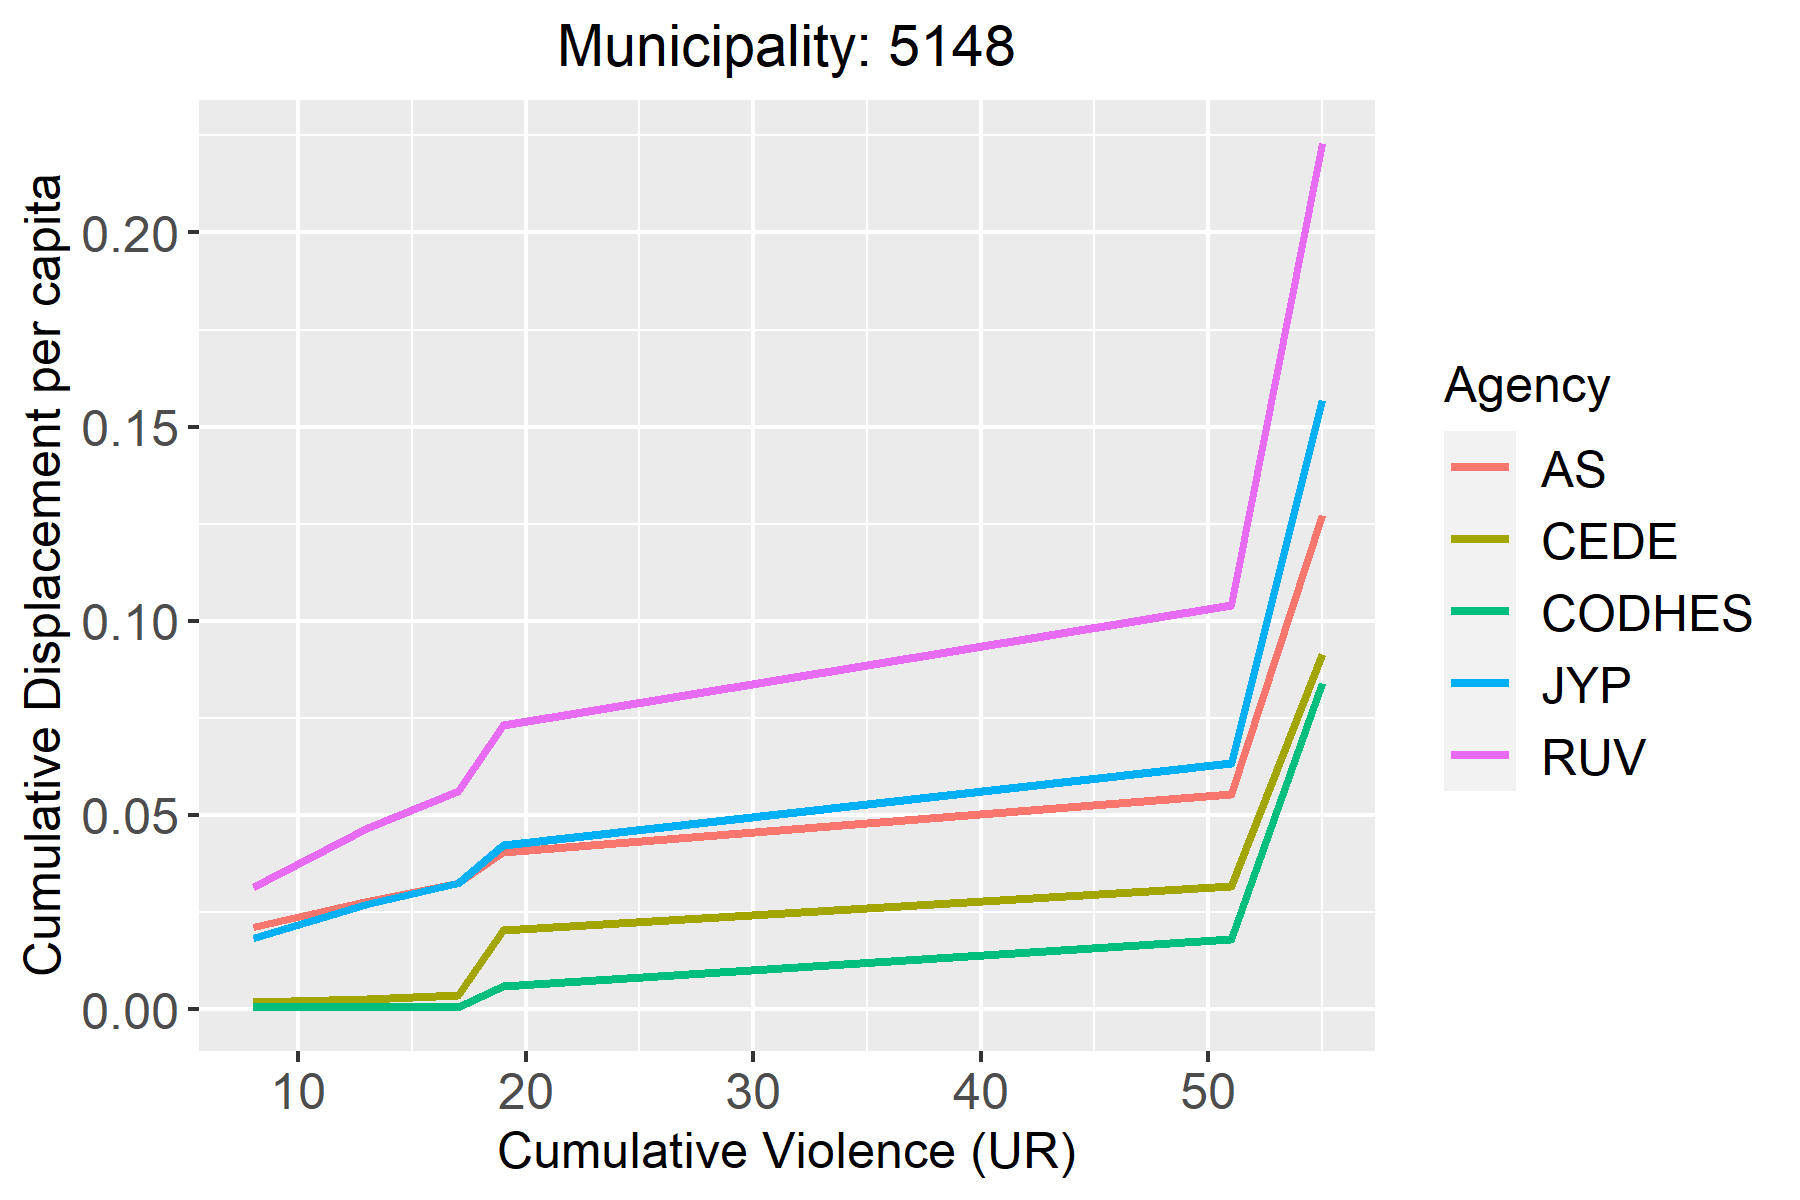 Municipality: 5148
Cumulative Displacement per capita
0.20
0.15
0.10
0.05
0.00
10 20 30 40 50
Cumulative Violence (UR)
Agency
AS
CEDE
CODHES
JYP
RUV